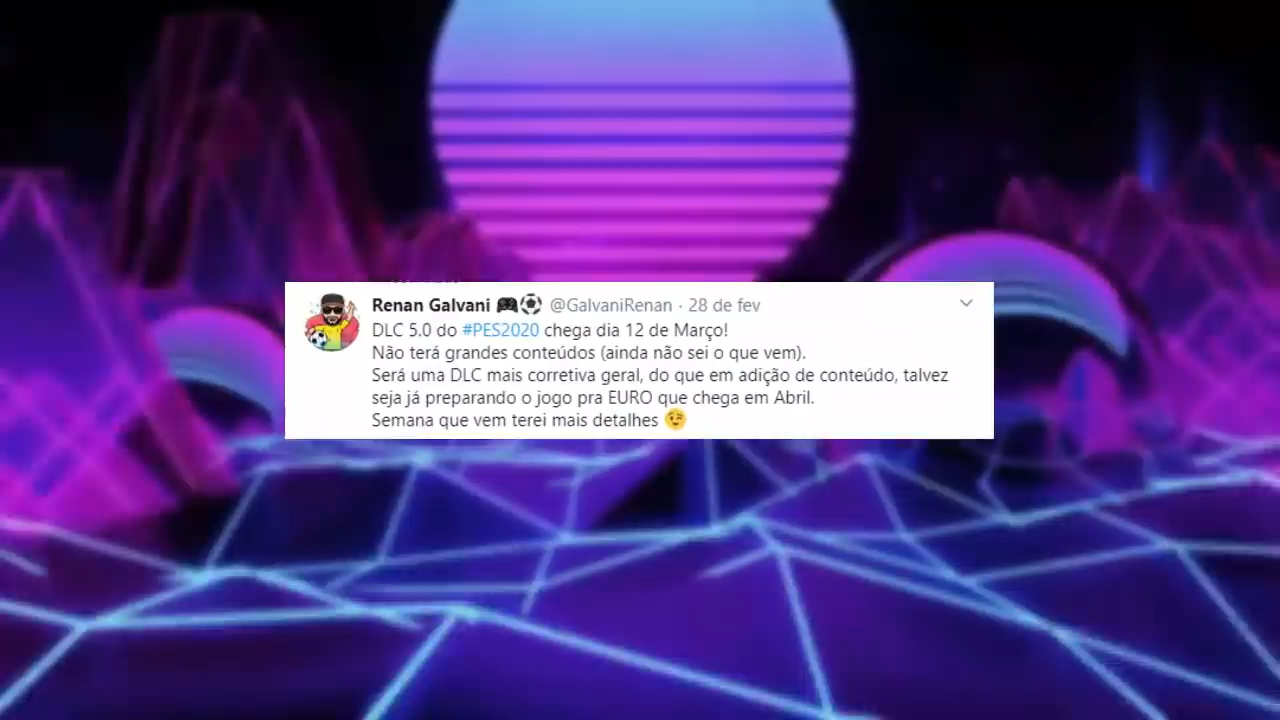 Renan Galvani 🎮⚽ @GalvaniRenan · 28 de fev
DLC 5.0 do #PES2020 chega dia 12 de Março!
Não terá grandes conteúdos (ainda não sei o que vem).
Será uma DLC mais corretiva geral, do que em adição de conteúdo, talvez
seja já preparando o jogo pra EURO que chega em Abril.
Semana que vem terei mais detalhes 😉